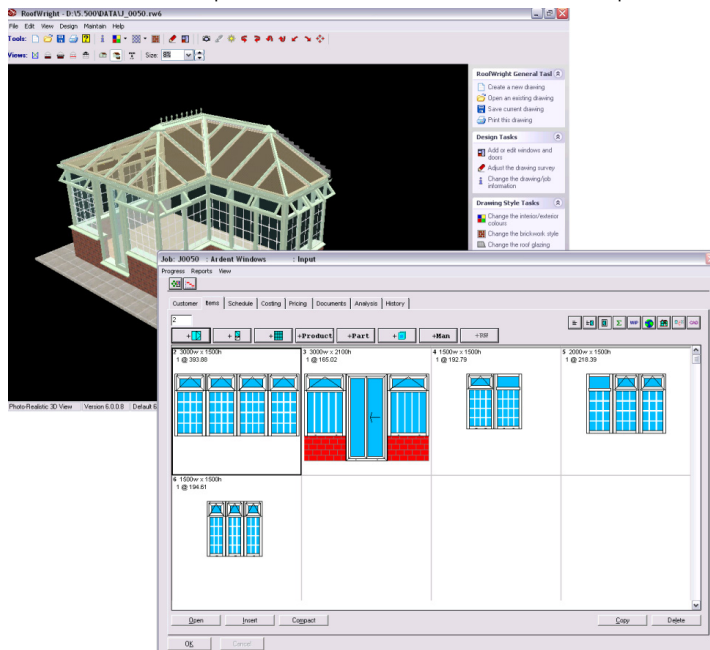 RoofWright - D:\5.500\DATA\J_0050.rw6
File Edit View Design Maintain Help
Tools:
Views: Size: 8%
RoofWright General Tasl
Create a new drawing
Open an existing drawing
Save current drawing
Print this drawing
Design Tasks
Add or edit windows and
doors
Adjust the drawing survey
Change the drawing/job
information
Drawing Style Tasks
Change the interior/exterior
colours
Change the brickwork style
Change the roof glazing
Photo-Realistic 3D View Version 6.0.0.8 Default 6.
Job: J0050 : Ardent Windows : Input
Progress Reports View
Customer Items Schedule Costing Pricing Documents Analysis History
2
+Product +Part +Man
2 3000w x 1500h
1 @ 393.88
3 3000w x 2100h
1 @ 165.02
4 1500w x 1500h
1 @ 192.79
5 2000w x 1500h
1 @ 218.39
6 1500w x 1500h
1 @ 194.61
Open Insert Compact Copy Delete
OK Cancel